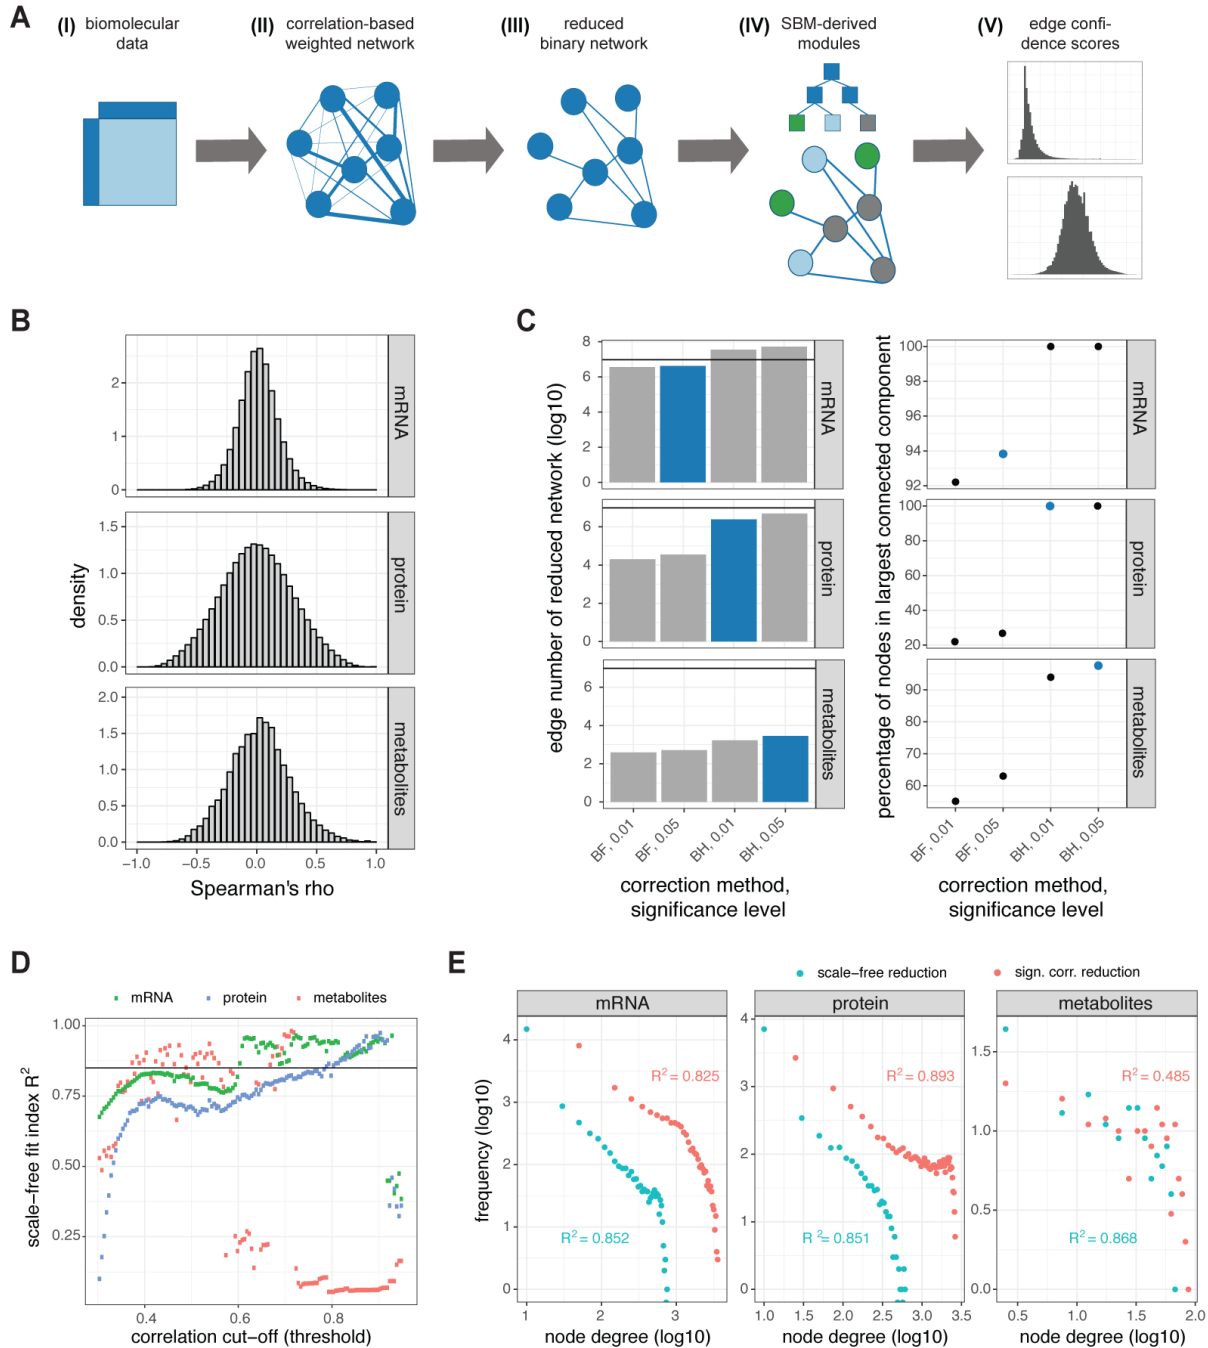 A
(I) biomolecular
data
(II) correlation-based
weighted network
(III) reduced
binary network
(IV) SBM-derived
modules
(V) edge confi-
dence scores
B
density
2
1
0
mRNA
1.5
1.0
0.5
0.0
protein
2.0
1.5
1.0
0.5
0.0
metabolites
−1.0 −0.5 0.0 0.5 1.0
Spearman's rho
C
edge number of reduced network (log10)
8
6
4
2
0
mRNA
6
4
2
0
protein
6
4
2
0
metabolites
BF, 0.01
BF, 0.05
BH, 0.01
BH, 0.05
correction method,
significance level
percentage of nodes in largest connected component
100
98
96
94
92
mRNA
100
80
60
40
20
protein
90
80
70
60
metabolites
BF, 0.01
BF, 0.05
BH, 0.01
BH, 0.05
correction method,
significance level
D
mRNA protein metabolites
scale−free fit index R2
1.00
0.75
0.50
0.25
0.4 0.6 0.8
correlation cut−off (threshold)
E
scale−free reduction sign. corr. reduction
frequency (log10)
mRNA
4
3
2
1
0
R2 = 0.825
R2 = 0.852
1 2 3
node degree (log10)
protein
4
3
2
1
0
R2 = 0.893
R2 = 0.851
1.0 1.5 2.0 2.5 3.0 3.5
node degree (log10)
metabolites
1.5
1.0
0.5
0.0
R2 = 0.485
R2 = 0.868
0.5 1.0 1.5 2.0
node degree (log10)